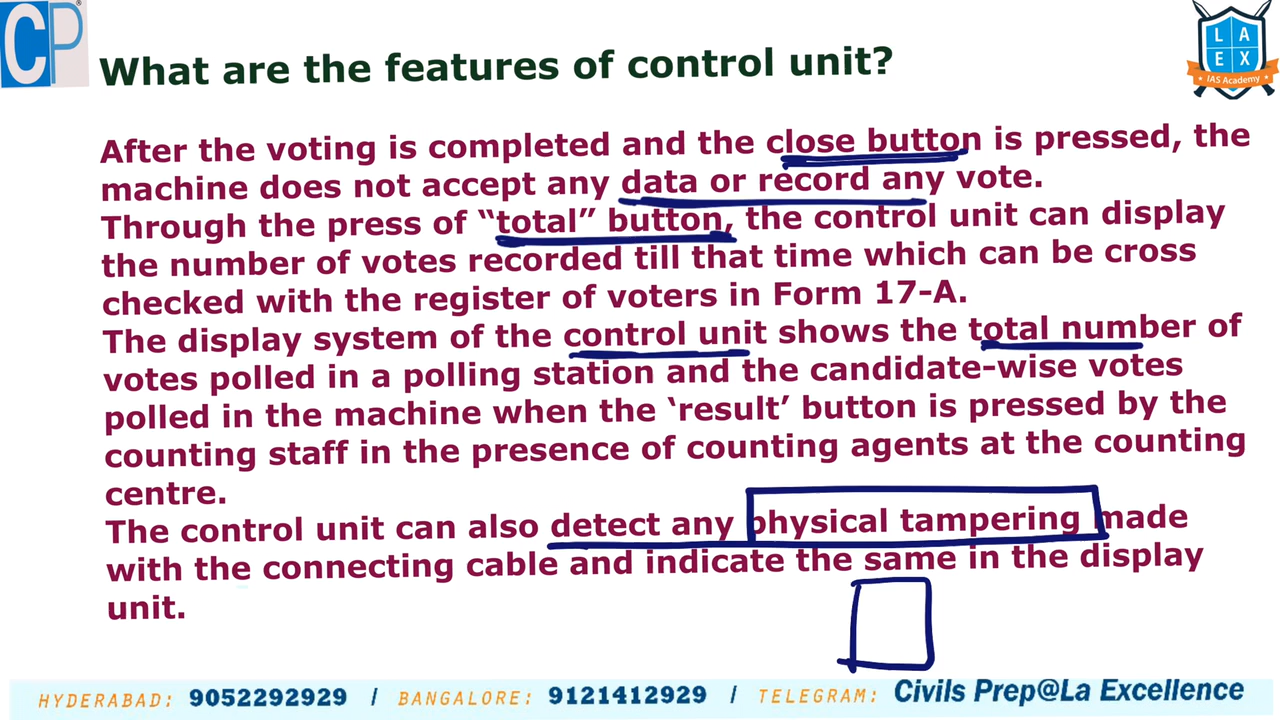 CP
What are the features of control unit?
L A
E X
IAS Academy
After the voting is completed and the close button is pressed, the
machine does not accept any data or record any vote.
Through the press of “total” button, the control unit can display
the number of votes recorded till that time which can be cross
checked with the register of voters in Form 17-A.
The display system of the control unit shows the total number of
votes polled in a polling station and the candidate-wise votes
polled in the machine when the ‘result’ button is pressed by the
counting staff in the presence of counting agents at the counting
centre.
The control unit can also detect any physical tampering made
with the connecting cable and indicate the same in the display
unit.
HYDERABAD: 9052292929 / BANGALORE: 9121412929 / TELEGRAM: Civils Prep@La Excellence